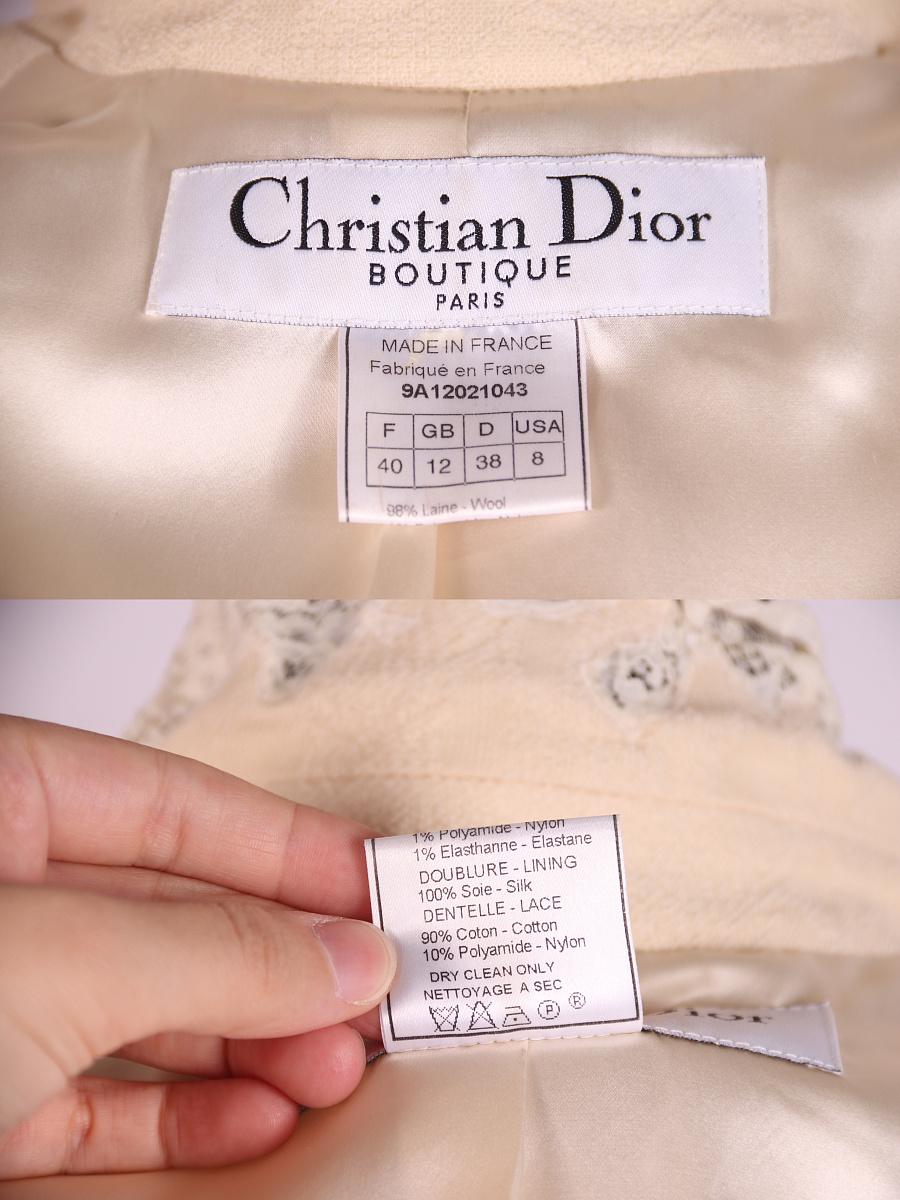 Christian Dior
BOUTIQUE
PARIS
MADE IN FRANCE
Fabriqué en France
9A12021043
F GB D USA
40 12 38 8
98% Laine - Wool
1% Polyamide - Nylon
1% Elasthanne - Elastane
DOUBLURE - LINING
100% Soie - Silk
DENTELLE - LACE
90% Coton - Cotton
10% Polyamide - Nylon
DRY CLEAN ONLY
NETTOYAGE A SEC
P ®
Dior